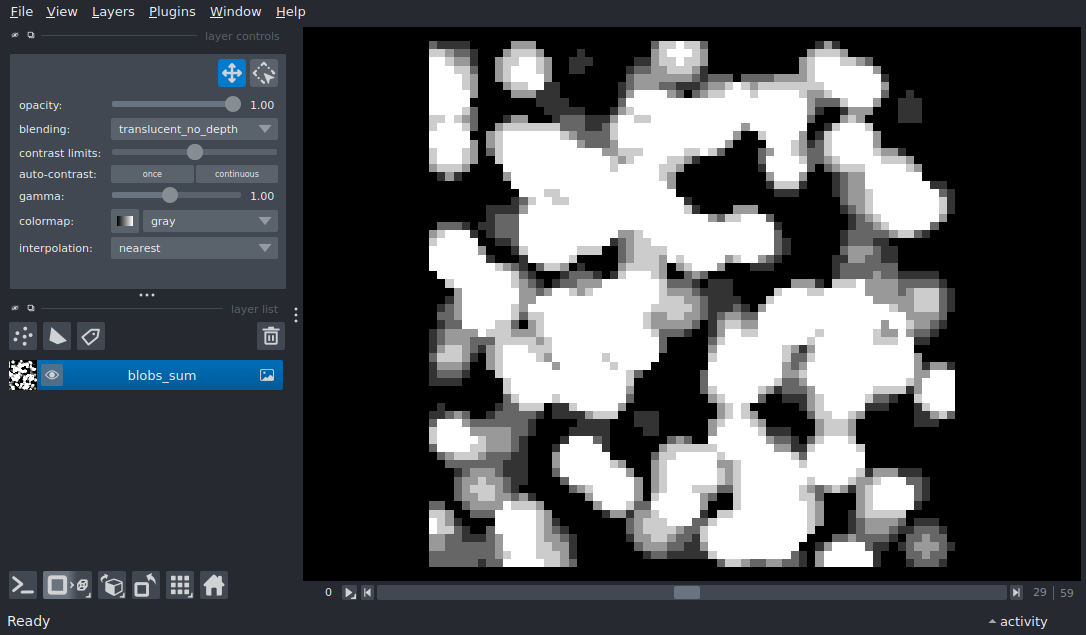 File View Layers Plugins Window Help
layer controls
opacity: 1.00
blending: translucent_no_depth
contrast limits:
auto-contrast: once continuous
gamma: 1.00
colormap: gray
interpolation: nearest
layer list
blobs_sum
0 29 59
Ready activity